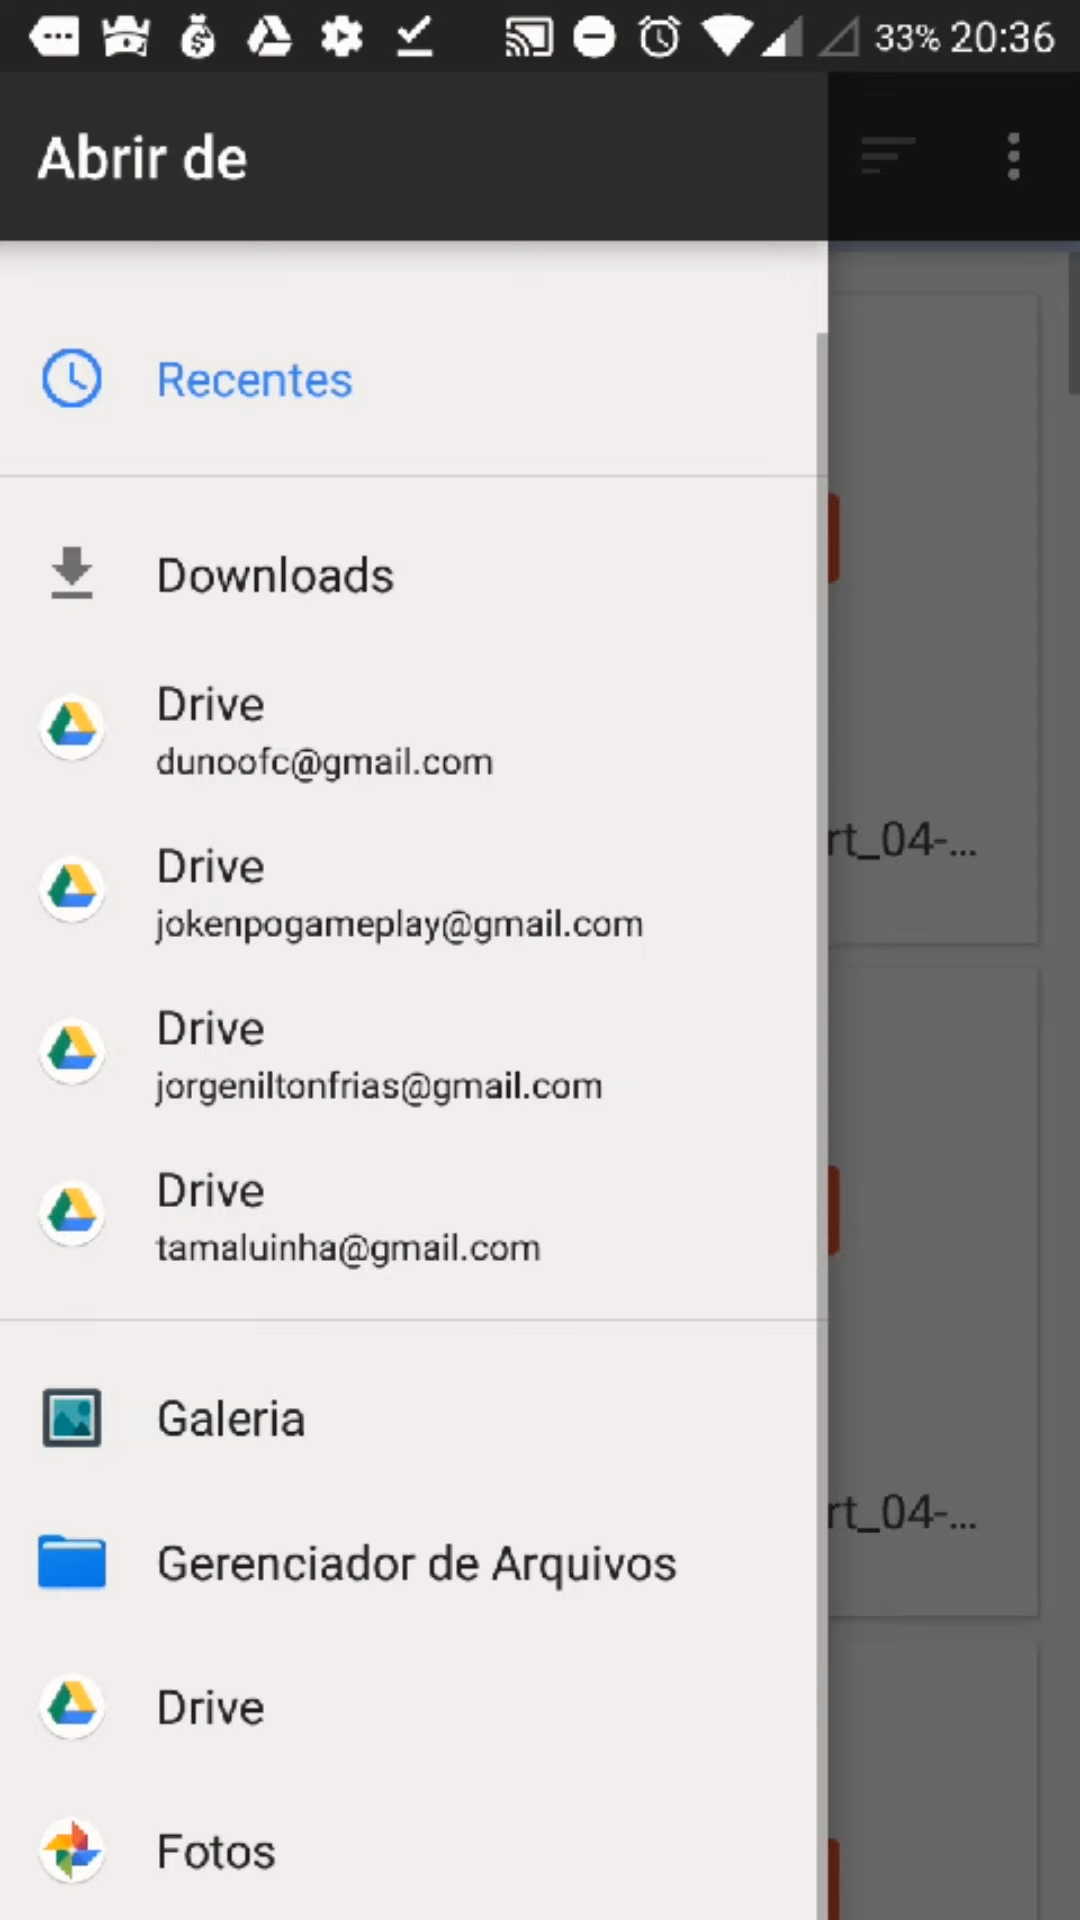 33% 20:36
Abrir de
Recentes
Downloads
Drive
dunoofc@gmail.com
rt_04-...
Drive
jokenpogameplay@gmail.com
Drive
jorgeniltonfrias@gmail.com
Drive
tamaluinha@gmail.com
Galeria
rt_04-...
Gerenciador de Arquivos
Drive
Fotos